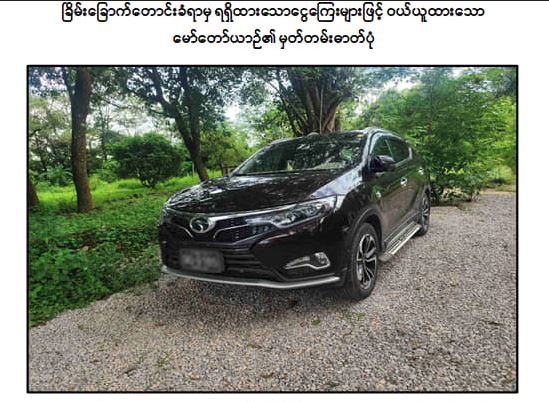 ခြိမ်းခြောက်တောင်းခံရာမှ ရရှိထားသောငွေကြေးများဖြင့် ဝယ်ယူထားသော
မော်တော်ယာဉ်၏ မှတ်တမ်းဓာတ်ပုံ